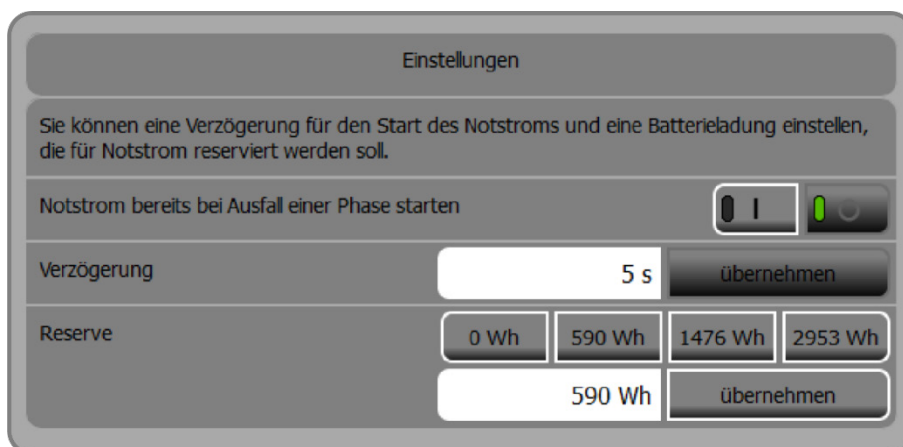 Einstellungen
Sie können eine Verzögerung für den Start des Notstroms und eine Batterieladung einstellen,
die für Notstrom reserviert werden soll.
Notstrom bereits bei Ausfall einer Phase starten
Verzögerung 5 s übernehmen
Reserve 0 Wh 590 Wh 1476 Wh 2953 Wh
590 Wh übernehmen